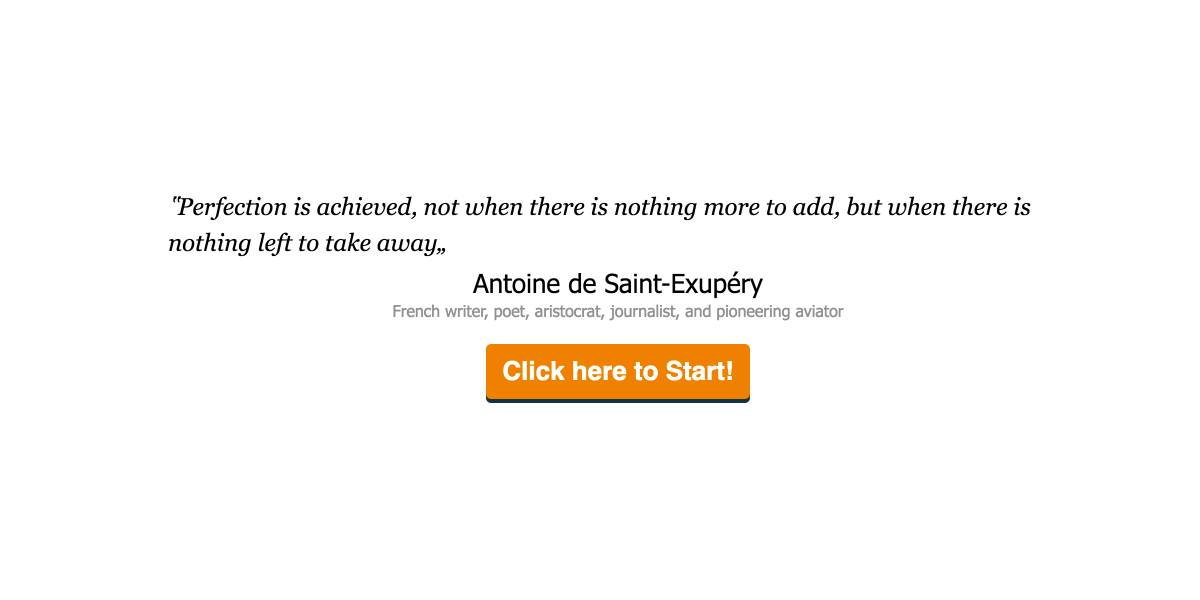 ‟Perfection is achieved, not when there is nothing more to add, but when there is
nothing left to take away„
Antoine de Saint-Exupéry
French writer, poet, aristocrat, journalist, and pioneering aviator
Click here to Start!